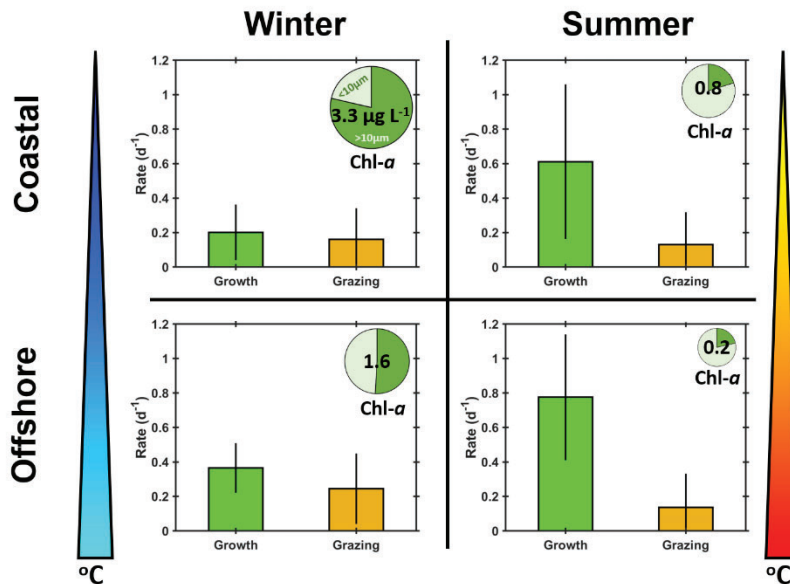 Winter
Summer
Coastal
Rate (d⁻¹)
1.2
1
0.8
0.6
0.4
0.2
0
Growth
Grazing
<10µm
3.3 µg L⁻¹
>10µm
Chl-a
Rate (d⁻¹)
1.2
1
0.8
0.6
0.4
0.2
0
Growth
Grazing
0.8
Chl-a
Offshore
Rate (d⁻¹)
1.2
1
0.8
0.6
0.4
0.2
0
Growth
Grazing
1.6
Chl-a
Rate (d⁻¹)
1.2
1
0.8
0.6
0.4
0.2
0
Growth
Grazing
0.2
Chl-a
°C
°C